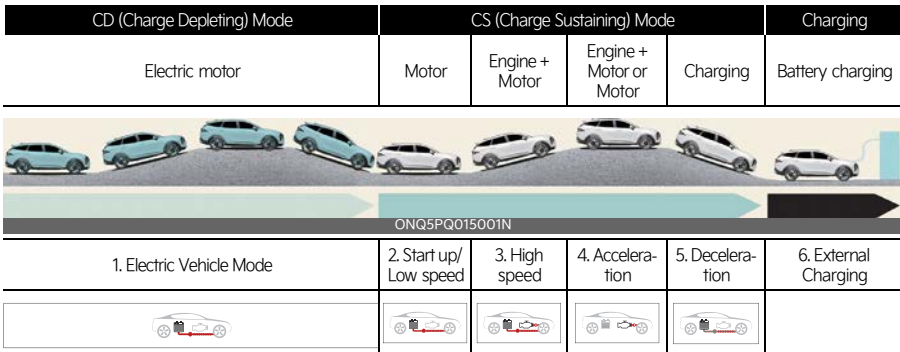 CD (Charge Depleting) Mode
CS (Charge Sustaining) Mode
Charging
Electric motor
Motor
Engine +
Motor
Engine +
Motor or
Motor
Charging
Battery charging
ONQ5PQ015001N
1. Electric Vehicle Mode
2. Start up/
Low speed
3. High
speed
4. Accelera-
tion
5. Decelera-
tion
6. External
Charging